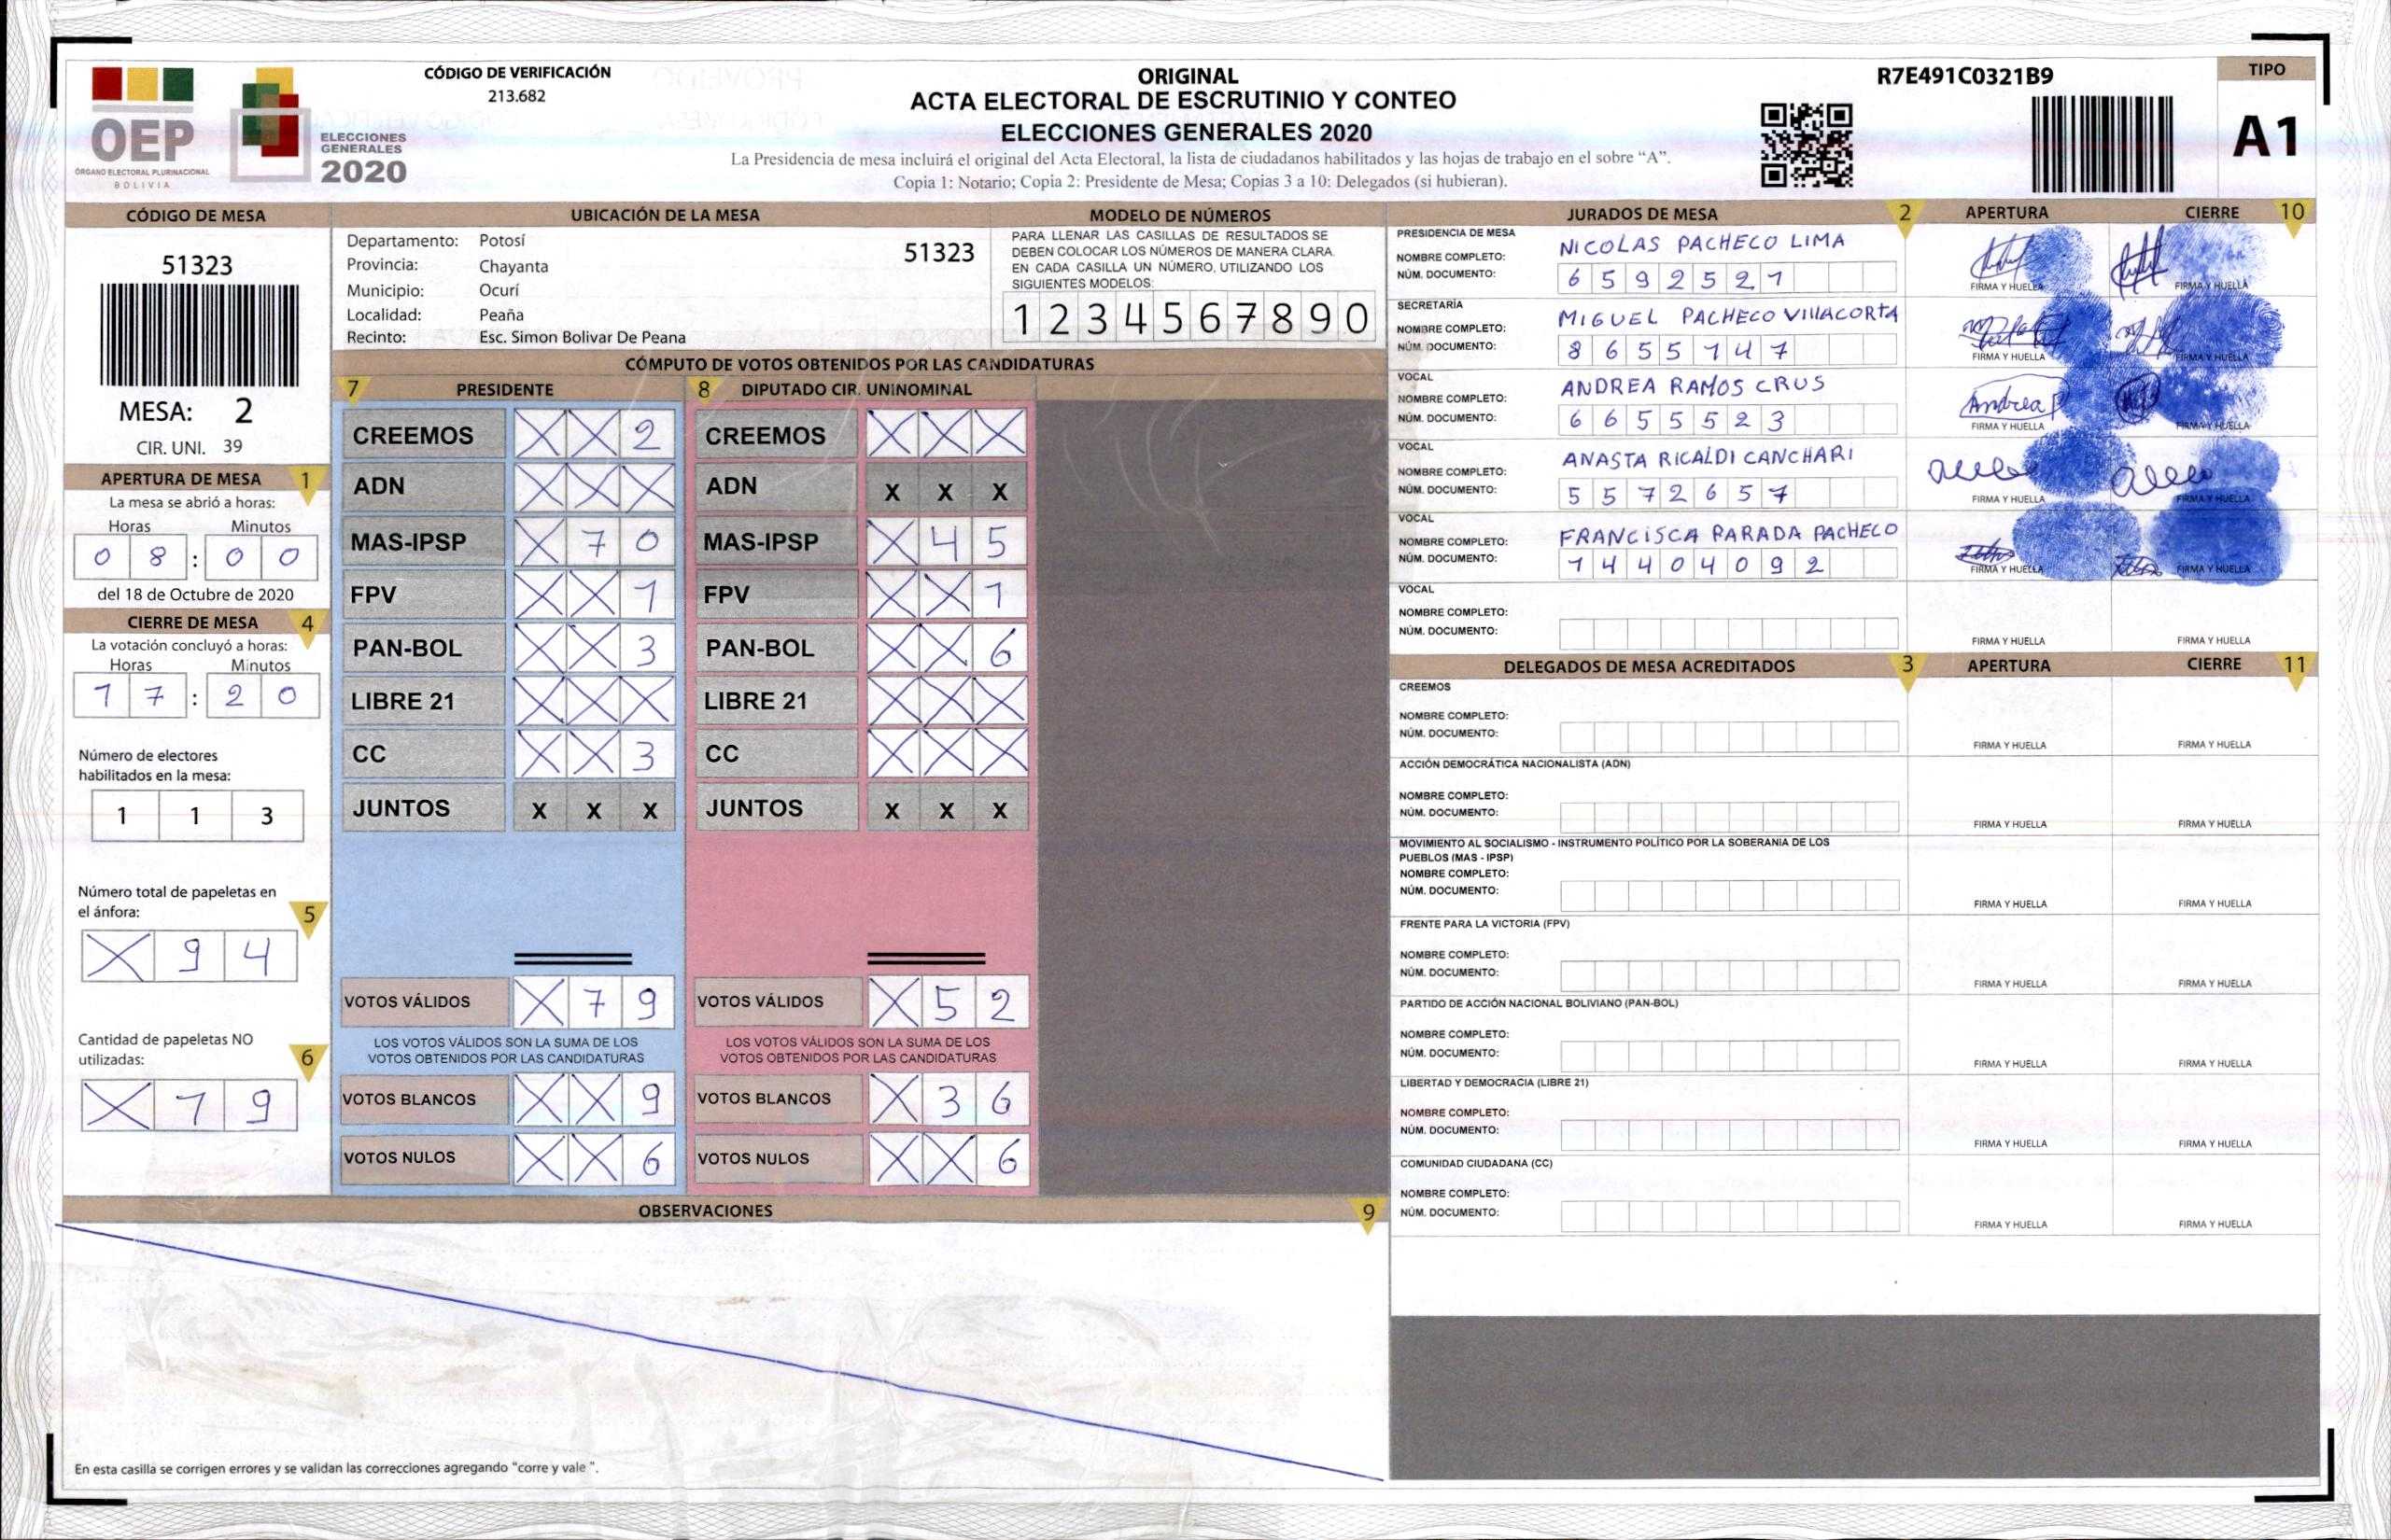 CÓDIGO DE VERIFICACIÓN
213.682
OEP
ÓRGANO ELECTORAL PLURINACIONAL
BOLIVIA
ELECCIONES
GENERALES
2020
ORIGINAL
ACTA ELECTORAL DE ESCRUTINIO Y CONTEO
ELECCIONES GENERALES 2020
La Presidencia de mesa incluirá el original del Acta Electoral, la lista de ciudadanos habilitados y las hojas de trabajo en el sobre “A”.
Copia 1: Notario; Copia 2: Presidente de Mesa; Copias 3 a 10: Delegados (si hubieran).
R7E491C0321B9
TIPO
A1
CÓDIGO DE MESA
51323
MESA: 2
CIR. UNI. 39
APERTURA DE MESA 1
La mesa se abrió a horas:
Horas Minutos
0 8 : 0 0
del 18 de Octubre de 2020
CIERRE DE MESA 4
La votación concluyó a horas:
Horas Minutos
1 7 : 2 0
Número de electores
habilitados en la mesa:
1 1 3
Número total de papeletas en
el ánfora: 5
X 9 4
Cantidad de papeletas NO
utilizadas: 6
X 1 9
UBICACIÓN DE LA MESA
Departamento: Potosí
51323
Provincia: Chayanta
Municipio: Ocurí
Localidad: Peaña
Recinto: Esc. Simon Bolivar De Peana
MODELO DE NÚMEROS
PARA LLENAR LAS CASILLAS DE RESULTADOS SE
DEBEN COLOCAR LOS NÚMEROS DE MANERA CLARA
EN CADA CASILLA UN NÚMERO, UTILIZANDO LOS
SIGUIENTES MODELOS:
1 2 3 4 5 6 7 8 9 0
CÓMPUTO DE VOTOS OBTENIDOS POR LAS CANDIDATURAS
7 PRESIDENTE
CREEMOS X X 2
ADN X X X
MAS-IPSP X 7 0
FPV X X 1
PAN-BOL X X 3
LIBRE 21 X X X
CC X X 3
JUNTOS X X X
VOTOS VÁLIDOS X 7 9
LOS VOTOS VÁLIDOS SON LA SUMA DE LOS
VOTOS OBTENIDOS POR LAS CANDIDATURAS
VOTOS BLANCOS X X 9
VOTOS NULOS X X 6
8 DIPUTADO CIR. UNINOMINAL
CREEMOS X X X
ADN X X X
MAS-IPSP X 4 5
FPV X X 1
PAN-BOL X X 6
LIBRE 21 X X X
CC X X X
JUNTOS X X X
VOTOS VÁLIDOS X 5 2
LOS VOTOS VÁLIDOS SON LA SUMA DE LOS
VOTOS OBTENIDOS POR LAS CANDIDATURAS
VOTOS BLANCOS X 3 6
VOTOS NULOS X X 6
OBSERVACIONES 9
En esta casilla se corrigen errores y se validan las correcciones agregando "corre y vale ".
JURADOS DE MESA 2 APERTURA CIERRE 10
PRESIDENCIA DE MESA
NOMBRE COMPLETO: NICOLAS PACHECO LIMA
NÚM. DOCUMENTO: 6 5 9 2 5 2 1
FIRMA Y HUELLA FIRMA Y HUELLA
SECRETARÍA
NOMBRE COMPLETO: MIGUEL PACHECO VIllACORTA
NÚM. DOCUMENTO: 8 6 5 5 1 4 7
FIRMA Y HUELLA FIRMA Y HUELLA
VOCAL
NOMBRE COMPLETO: ANDREA RAMOS CRUS
NÚM. DOCUMENTO: 6 6 5 5 5 2 3
Andrea
FIRMA Y HUELLA FIRMA Y HUELLA
VOCAL
NOMBRE COMPLETO: ANASTA RICALDI CANCHARI
NÚM. DOCUMENTO: 5 5 7 2 6 5 7
FIRMA Y HUELLA FIRMA Y HUELLA
VOCAL
NOMBRE COMPLETO: FRANCISCA PARADA PACHECO
NÚM. DOCUMENTO: 1 4 4 0 4 0 9 2
FIRMA Y HUELLA FIRMA Y HUELLA
VOCAL
NOMBRE COMPLETO:
NÚM. DOCUMENTO:
FIRMA Y HUELLA FIRMA Y HUELLA
DELEGADOS DE MESA ACREDITADOS 3 APERTURA CIERRE 11
CREEMOS
NOMBRE COMPLETO:
NÚM. DOCUMENTO:
FIRMA Y HUELLA FIRMA Y HUELLA
ACCIÓN DEMOCRÁTICA NACIONALISTA (ADN)
NOMBRE COMPLETO:
NÚM. DOCUMENTO:
FIRMA Y HUELLA FIRMA Y HUELLA
MOVIMIENTO AL SOCIALISMO - INSTRUMENTO POLÍTICO POR LA SOBERANIA DE LOS
PUEBLOS (MAS - IPSP)
NOMBRE COMPLETO:
NÚM. DOCUMENTO:
FIRMA Y HUELLA FIRMA Y HUELLA
FRENTE PARA LA VICTORIA (FPV)
NOMBRE COMPLETO:
NÚM. DOCUMENTO:
FIRMA Y HUELLA FIRMA Y HUELLA
PARTIDO DE ACCIÓN NACIONAL BOLIVIANO (PAN-BOL)
NOMBRE COMPLETO:
NÚM. DOCUMENTO:
FIRMA Y HUELLA FIRMA Y HUELLA
LIBERTAD Y DEMOCRACIA (LIBRE 21)
NOMBRE COMPLETO:
NÚM. DOCUMENTO:
FIRMA Y HUELLA FIRMA Y HUELLA
COMUNIDAD CIUDADANA (CC)
NOMBRE COMPLETO:
NÚM. DOCUMENTO:
FIRMA Y HUELLA FIRMA Y HUELLA